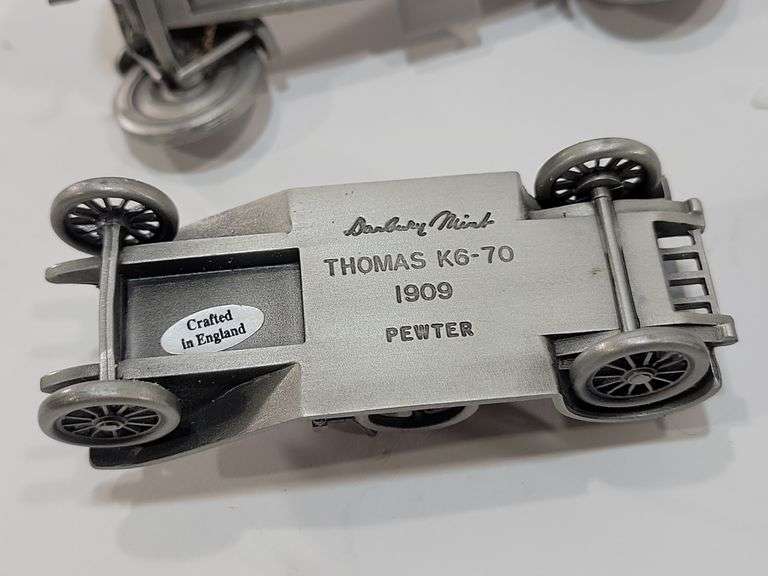 Danbury Mint
THOMAS K6-70
1909
PEWTER
Crafted
in England